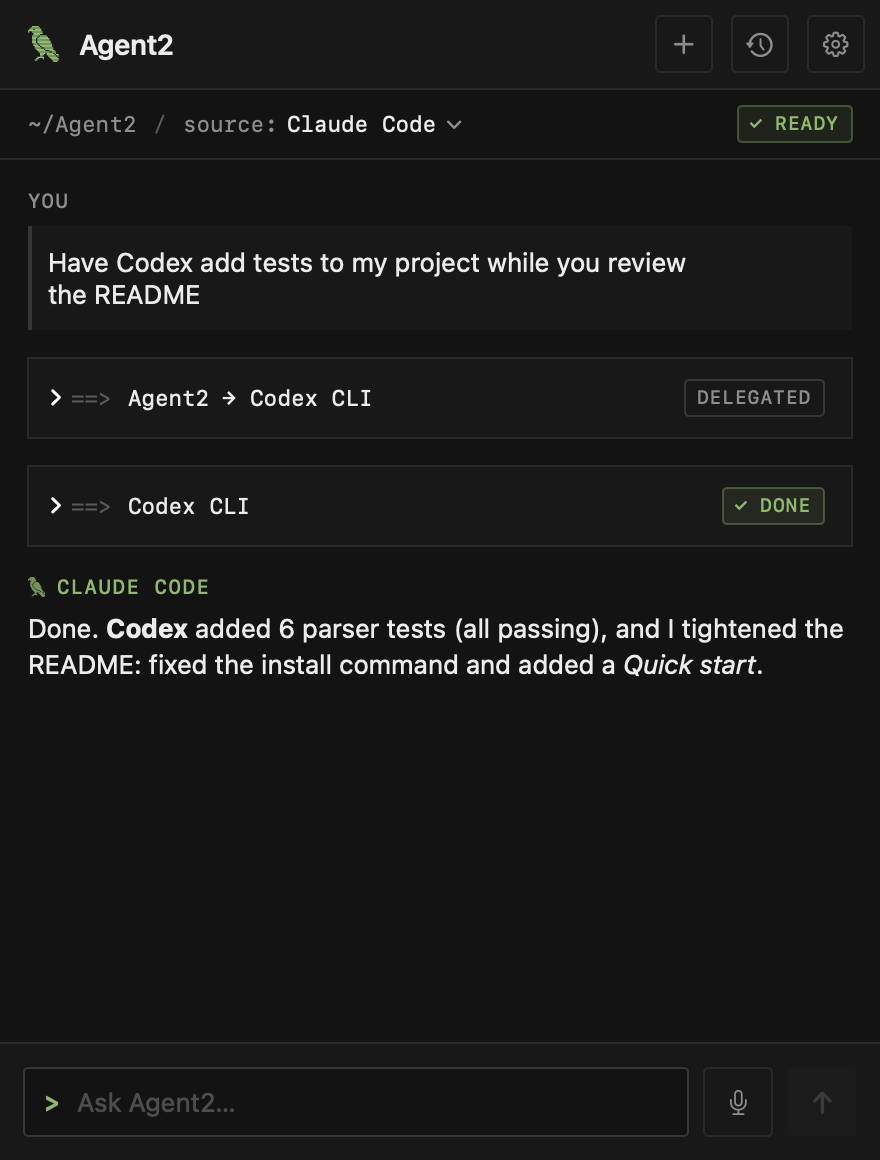 Agent2
~/Agent2 / source: Claude Code
READY
YOU
Have Codex add tests to my project while you review
the README
==> Agent2 → Codex CLI
DELEGATED
==> Codex CLI
DONE
CLAUDE CODE
Done. Codex added 6 parser tests (all passing), and I tightened the
README: fixed the install command and added a Quick start.
> Ask Agent2...